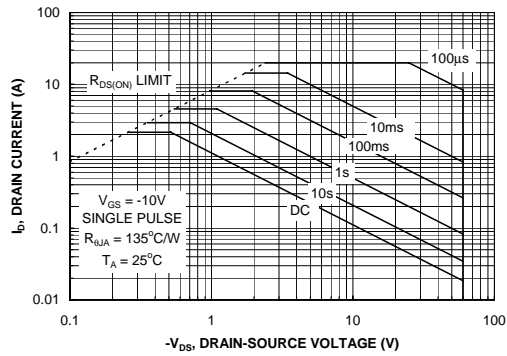 100
10
1
0.1
0.01
I_D, DRAIN CURRENT (A)
R_DS(ON) LIMIT
100μs
10ms
100ms
1s
10s
DC
V_GS = -10V
SINGLE PULSE
R_θJA = 135°C/W
T_A = 25°C
0.1 1 10 100
-V_DS, DRAIN-SOURCE VOLTAGE (V)